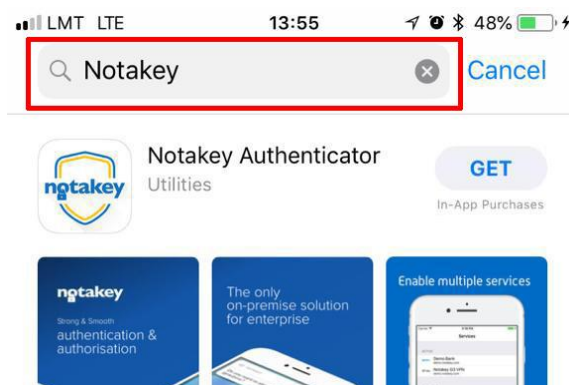 LMT LTE 13:55 48%
Notakey Cancel
Notakey Authenticator
Utilities
GET
In-App Purchases
notakey
notakey
Strong & Smooth
authentication &
authorisation
The only
on-premise solution
for enterprise
Enable multiple services
Services